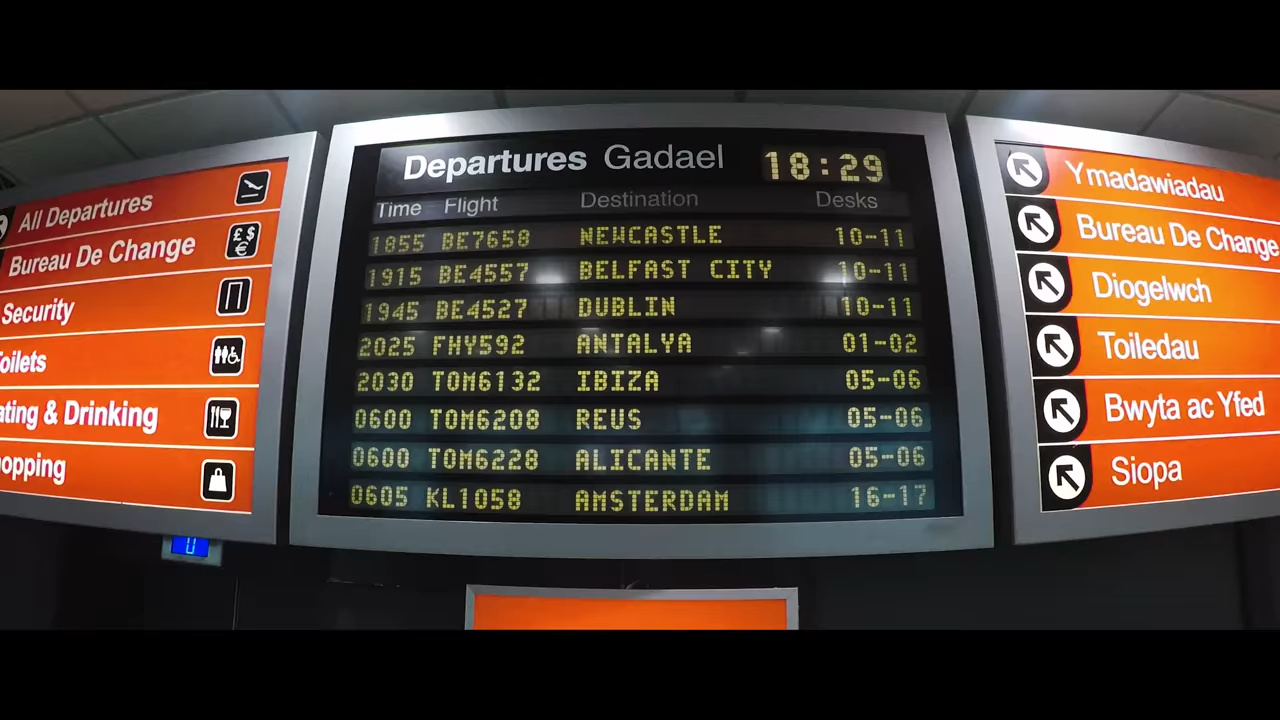 All Departures
Bureau De Change
£ $ €
Security
oilets
ating & Drinking
opping
Departures Gadael 18:29
Time Flight Destination Desks
1855 BE7658 NEWCASTLE 10-11
1915 BE4557 BELFAST CITY 10-11
1945 BE4527 DUBLIN 10-11
2025 FHY592 ANTALYA 01-02
2030 TOM6132 IBIZA 05-06
0600 TOM6208 REUS 05-06
0600 TOM6228 ALICANTE 05-06
0605 KL1058 AMSTERDAM 16-17
Ymadawiadau
Bureau De Change
Diogelwch
Toiledau
Bwyta ac Yfed
Siopa